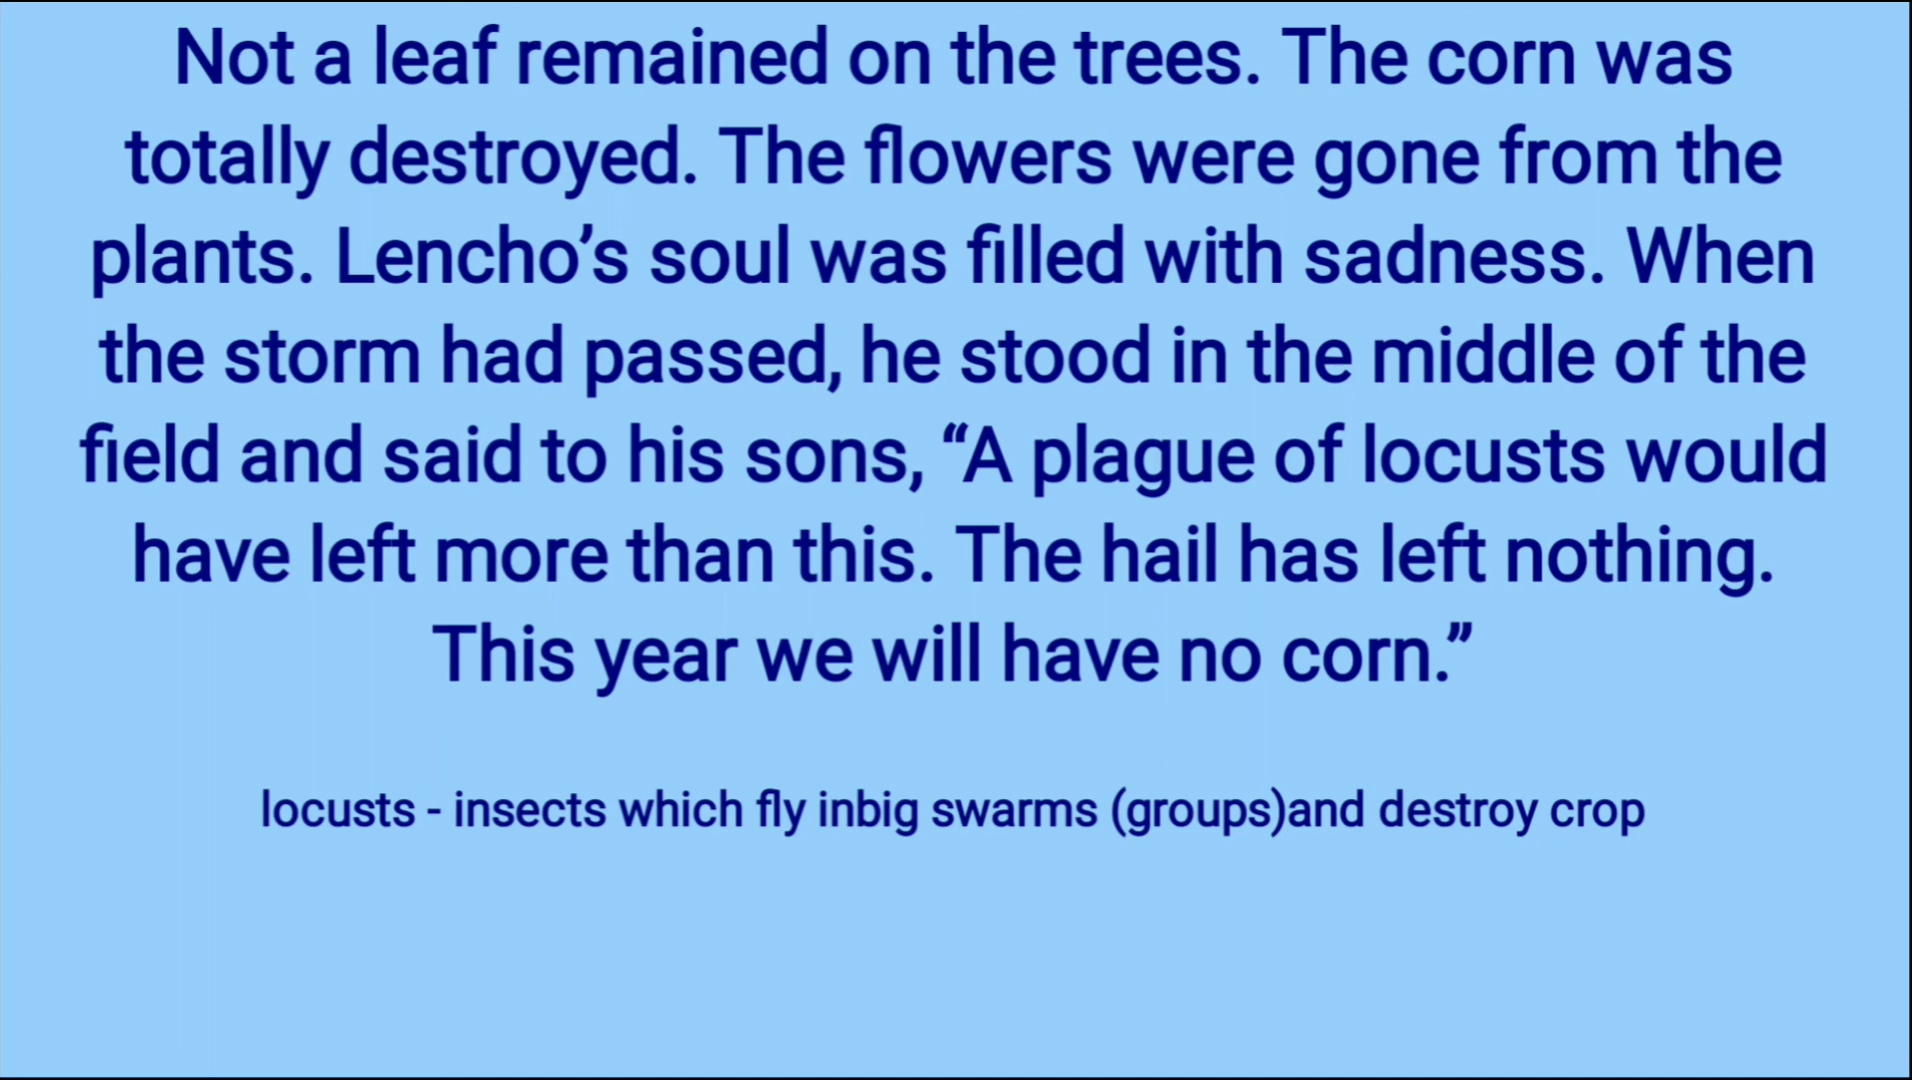 Not a leaf remained on the trees. The corn was
totally destroyed. The flowers were gone from the
plants. Lencho’s soul was filled with sadness. When
the storm had passed, he stood in the middle of the
field and said to his sons, “A plague of locusts would
have left more than this. The hail has left nothing.
This year we will have no corn.”
locusts - insects which fly inbig swarms (groups)and destroy crop